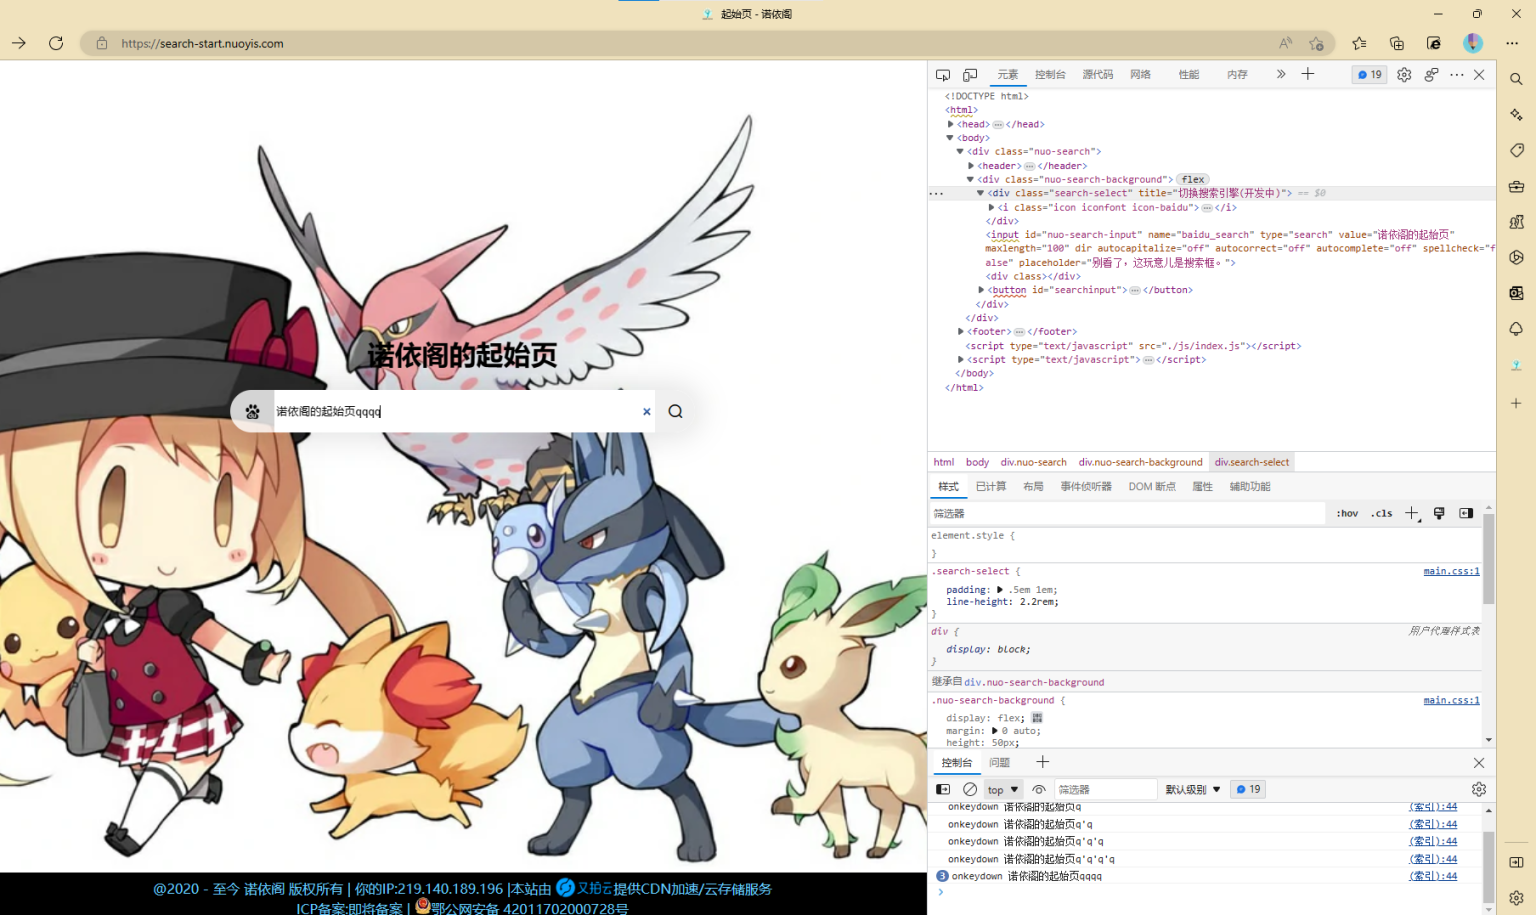 起始页 - 诺依阁
https://search-start.nuoyis.com
元素 控制台 源代码 网络 性能 内存 19
<!DOCTYPE html>
<html>
<head>…</head>
<body>
<div class="nuo-search">
<header>…</header>
<div class="nuo-search-background"> flex
<div class="search-select" title="切换搜索引擎(开发中)"> == $0
<i class="icon iconfont icon-baidu">…</i>
</div>
<input id="nuo-search-input" name="baidu_search" type="search" value="诺依阁的起始页"
maxlength="100" dir autocapitalize="off" autocorrect="off" autocomplete="off" spellcheck="f
alse" placeholder="别看了，这玩意儿是搜索框。">
<div class></div>
<button id="searchinput">…</button>
</div>
</div>
<footer>…</footer>
<script type="text/javascript" src="./js/index.js"></script>
<script type="text/javascript">…</script>
</body>
</html>
诺依阁的起始页
诺依阁的起始页qqqq
html body div.nuo-search div.nuo-search-background div.search-select
样式 已计算 布局 事件侦听器 DOM 断点 属性 辅助功能
筛选器 :hov .cls
element.style {
}
.search-select { main.css:1
padding: .5em 1em;
line-height: 2.2rem;
}
div { 用户代理样式表
display: block;
}
继承自 div.nuo-search-background
.nuo-search-background { main.css:1
display: flex;
margin: 0 auto;
height: 50px;
控制台 问题
top 筛选器 默认级别 19
onkeydown 诺依阁的起始页q (索引):44
onkeydown 诺依阁的起始页q'q (索引):44
onkeydown 诺依阁的起始页q'q'q (索引):44
onkeydown 诺依阁的起始页q'q'q'q (索引):44
3 onkeydown 诺依阁的起始页qqqq (索引):44
@2020 - 至今 诺依阁 版权所有 | 你的IP:219.140.189.196 |本站由 又拍云提供CDN加速/云存储服务
ICP备案:即将备案 | 鄂公网安备 42011702000728号